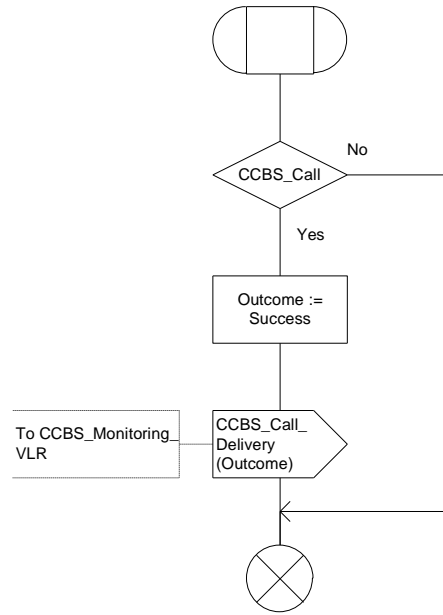 No
CCBS_Call
Yes
Outcome :=
Success
To CCBS_Monitoring_
VLR
CCBS_Call_
Delivery
(Outcome)